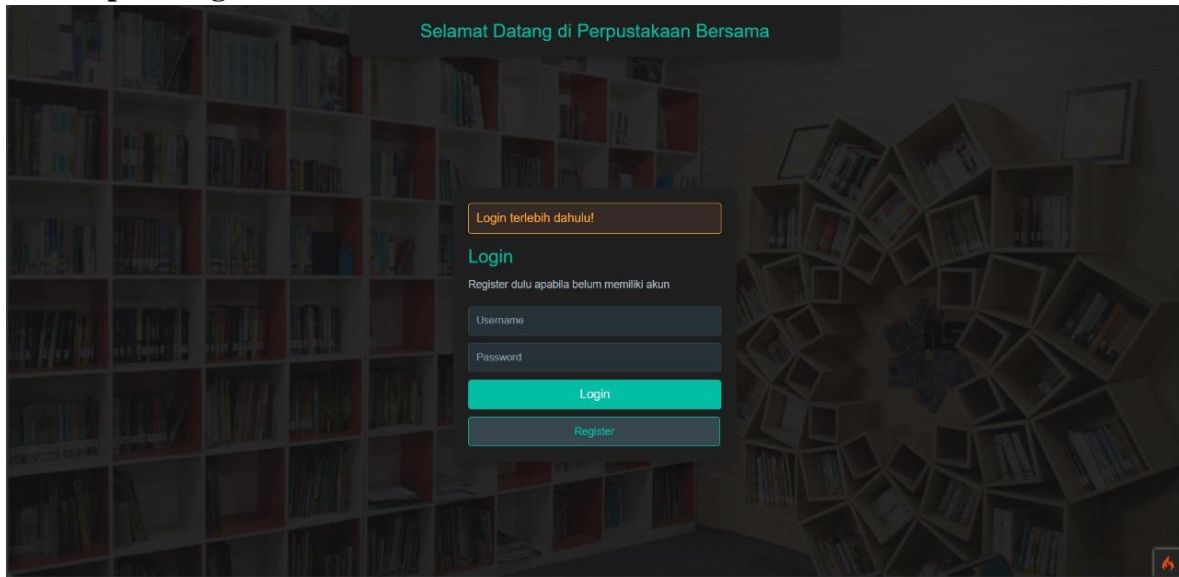 Selamat Datang di Perpustakaan Bersama
Login terlebih dahulu!
Login
Register dulu apabila belum memiliki akun
Username
Password
Login
Register